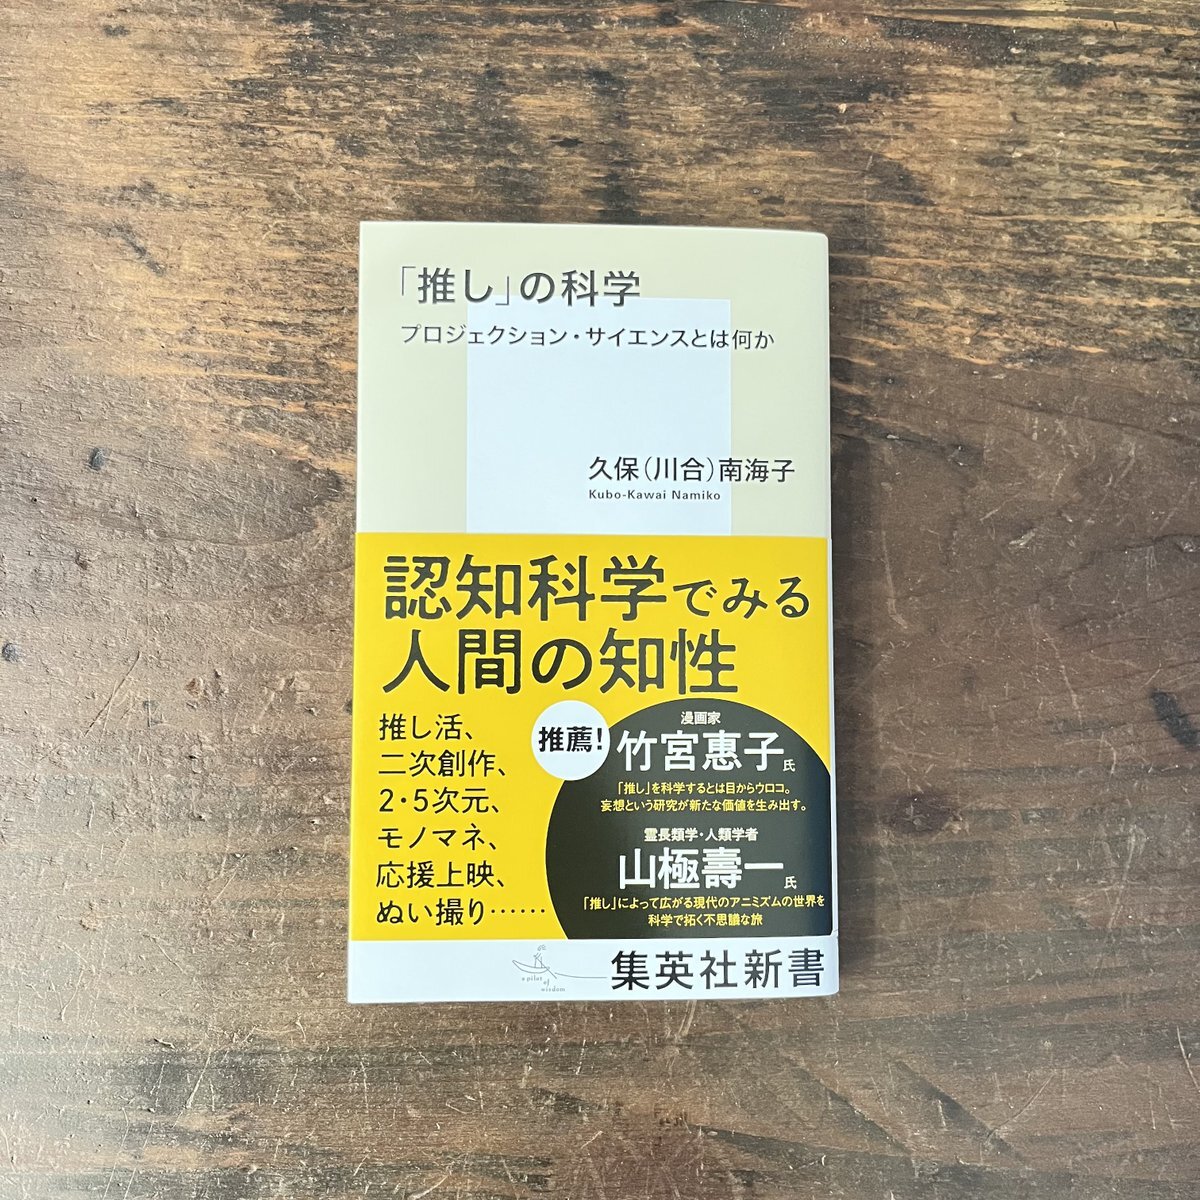 「推し」の科学
プロジェクション・サイエンスとは何か
久保（川合）南海子
Kubo-Kawai Namiko
認知科学でみる
人間の知性
推し活、
二次創作、
2・5次元、
モノマネ、
応援上映、
ぬい撮り……
推薦！
漫画家
竹宮惠子氏
「推し」を科学するとは目からウロコ。
妄想という研究が新たな価値を生み出す。
霊長類学・人類学者
山極壽一氏
「推し」によって広がる現代のアニミズムの世界を
科学で拓く不思議な旅
a pilot
of
wisdom
集英社新書